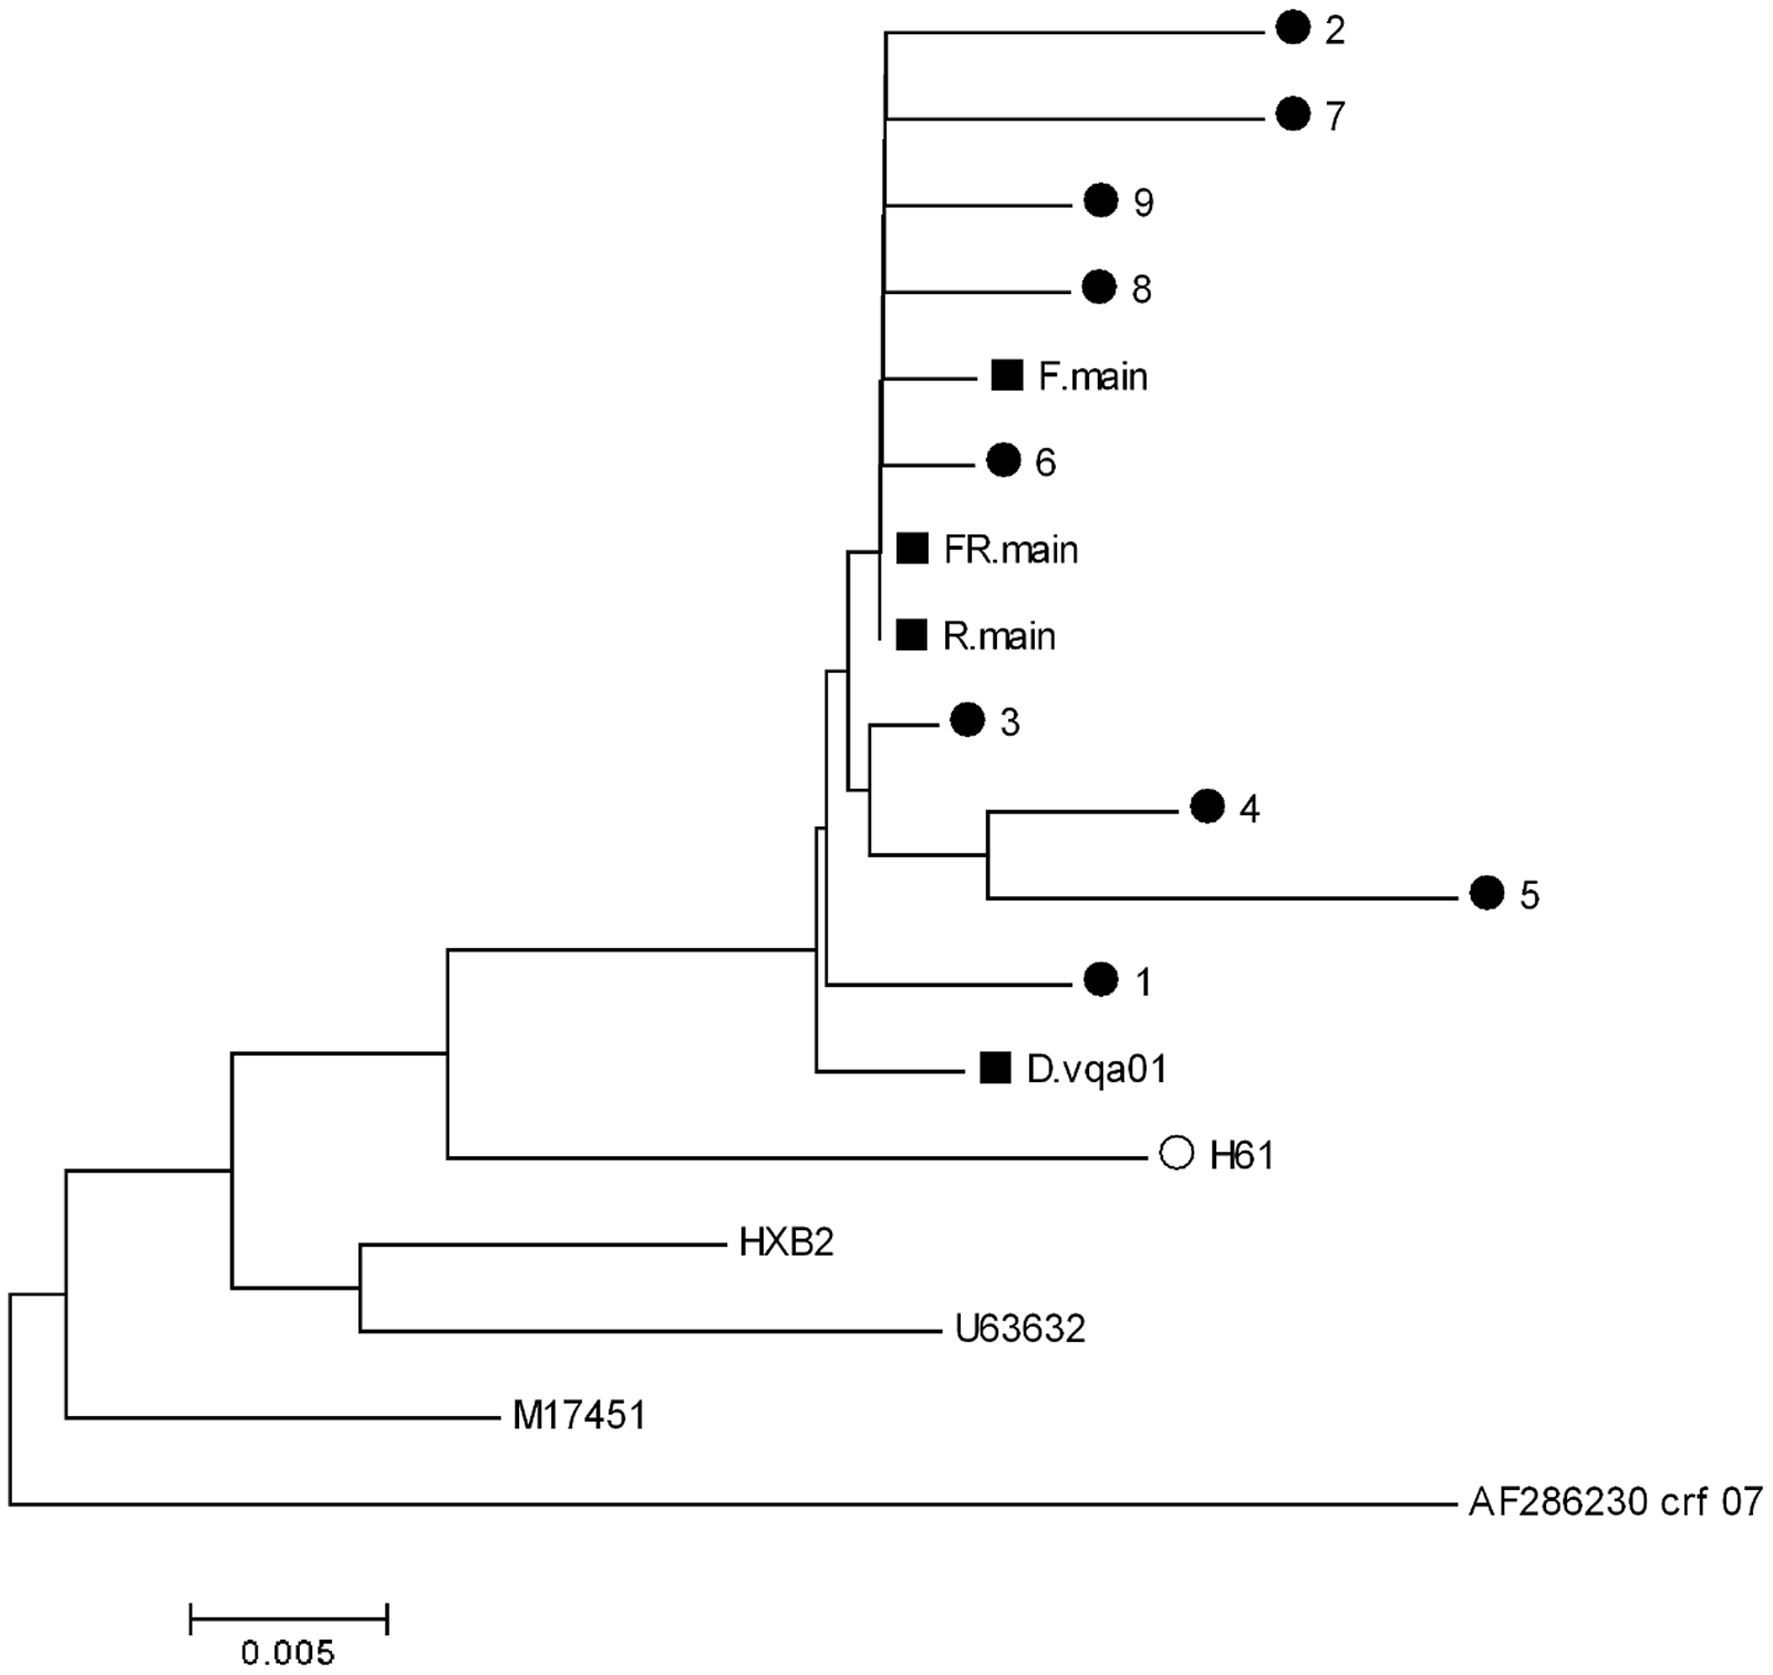 2
7
9
8
F.main
6
FR.main
R.main
3
4
5
1
D.vqa01
H61
HXB2
U63632
M17451
AF286230 crf 07
0.005